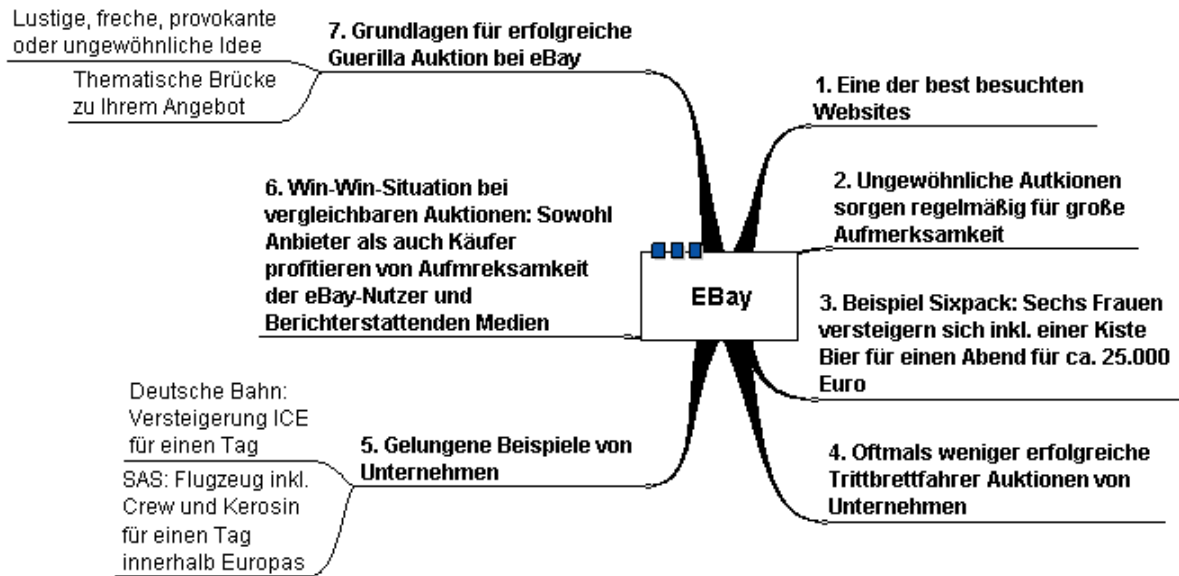 EBay
1. Eine der best besuchten
Websites
2. Ungewöhnliche Autkionen
sorgen regelmäßig für große
Aufmerksamkeit
3. Beispiel Sixpack: Sechs Frauen
versteigern sich inkl. einer Kiste
Bier für einen Abend für ca. 25.000
Euro
4. Oftmals weniger erfolgreiche
Trittbrettfahrer Auktionen von
Unternehmen
5. Gelungene Beispiele von
Unternehmen
Deutsche Bahn:
Versteigerung ICE
für einen Tag
SAS: Flugzeug inkl.
Crew und Kerosin
für einen Tag
innerhalb Europas
6. Win-Win-Situation bei
vergleichbaren Auktionen: Sowohl
Anbieter als auch Käufer
profitieren von Aufmreksamkeit
der eBay-Nutzer und
Berichterstattenden Medien
7. Grundlagen für erfolgreiche
Guerilla Auktion bei eBay
Lustige, freche, provokante
oder ungewöhnliche Idee
Thematische Brücke
zu Ihrem Angebot